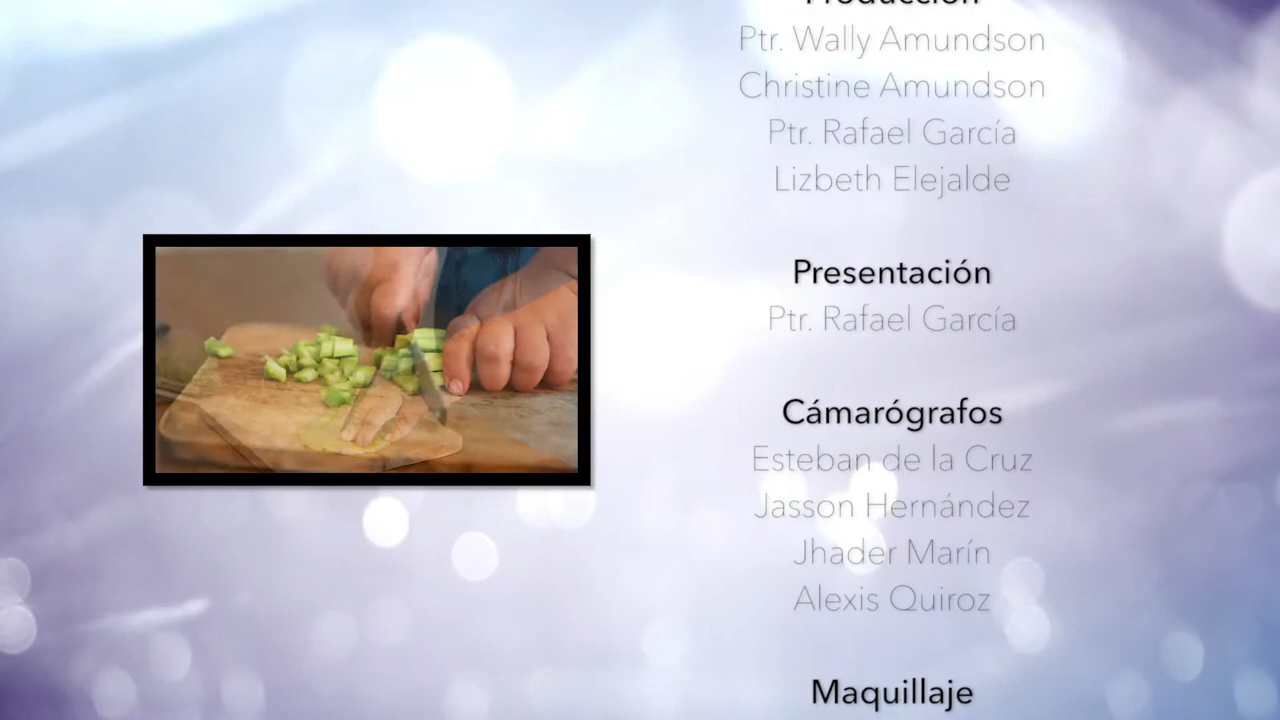 Producción
Ptr. Wally Amundson
Christine Amundson
Ptr. Rafael García
Lizbeth Elejalde
Presentación
Ptr. Rafael García
Cámarógrafos
Esteban de la Cruz
Jasson Hernández
Jhader Marín
Alexis Quiroz
Maquillaje